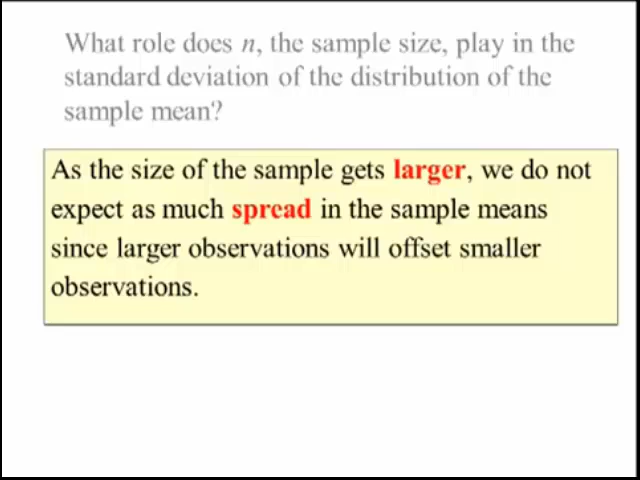 What role does n, the sample size, play in the
standard deviation of the distribution of the
sample mean?
As the size of the sample gets larger, we do not
expect as much spread in the sample means
since larger observations will offset smaller
observations.